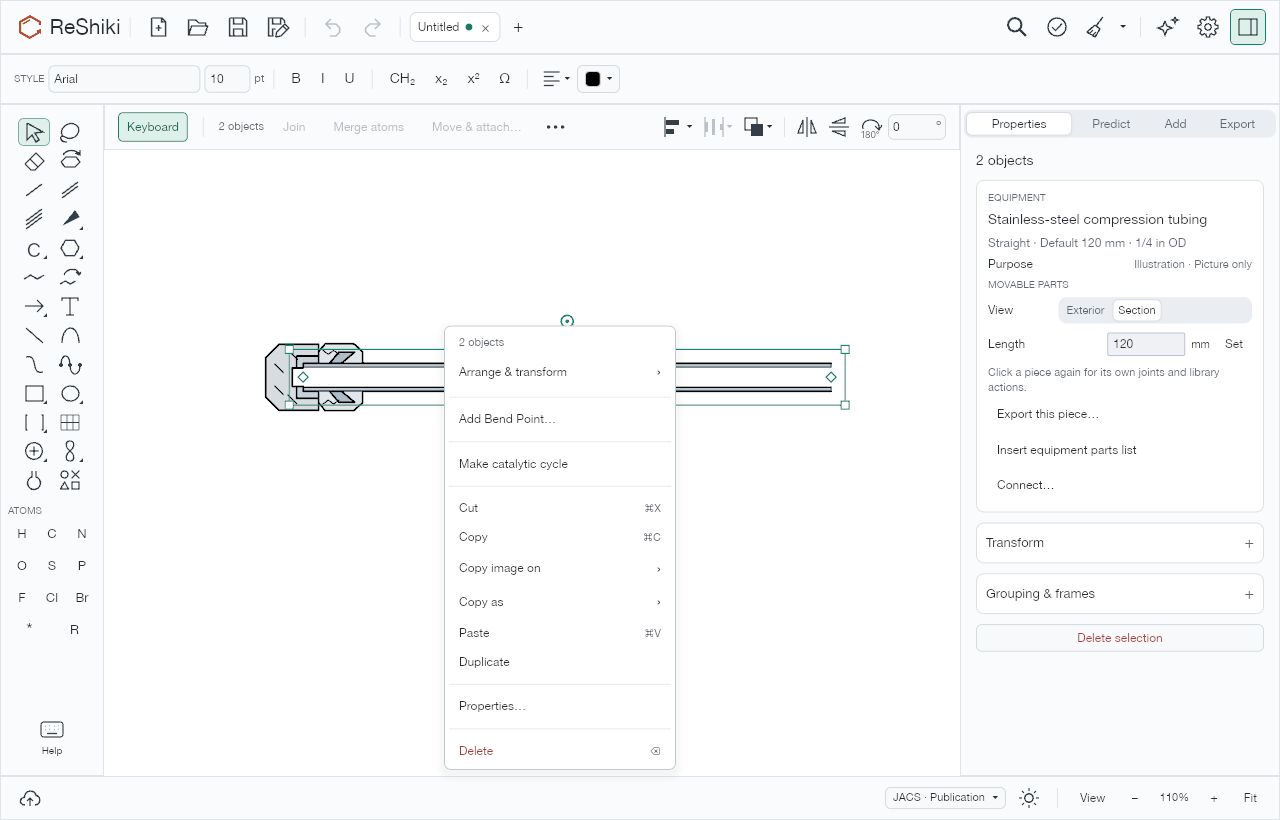 ReShiki
Untitled
STYLE Arial 10 pt B I U CH₂ x₂ x² Ω
Keyboard 2 objects Join Merge atoms Move & attach… 180° 0 °
Properties Predict Add Export
2 objects
EQUIPMENT
Stainless-steel compression tubing
Straight · Default 120 mm · 1/4 in OD
Purpose Illustration · Picture only
MOVABLE PARTS
View Exterior Section
Length 120 mm Set
Click a piece again for its own joints and library
actions.
Export this piece…
Insert equipment parts list
Connect…
Transform
Grouping & frames
Delete selection
2 objects
Arrange & transform
Add Bend Point…
Make catalytic cycle
Cut ⌘X
Copy ⌘C
Copy image on
Copy as
Paste ⌘V
Duplicate
Properties…
Delete ⌫
C
T
ATOMS
H C N
O S P
F Cl Br
* R
Help
JACS · Publication View − 110% + Fit